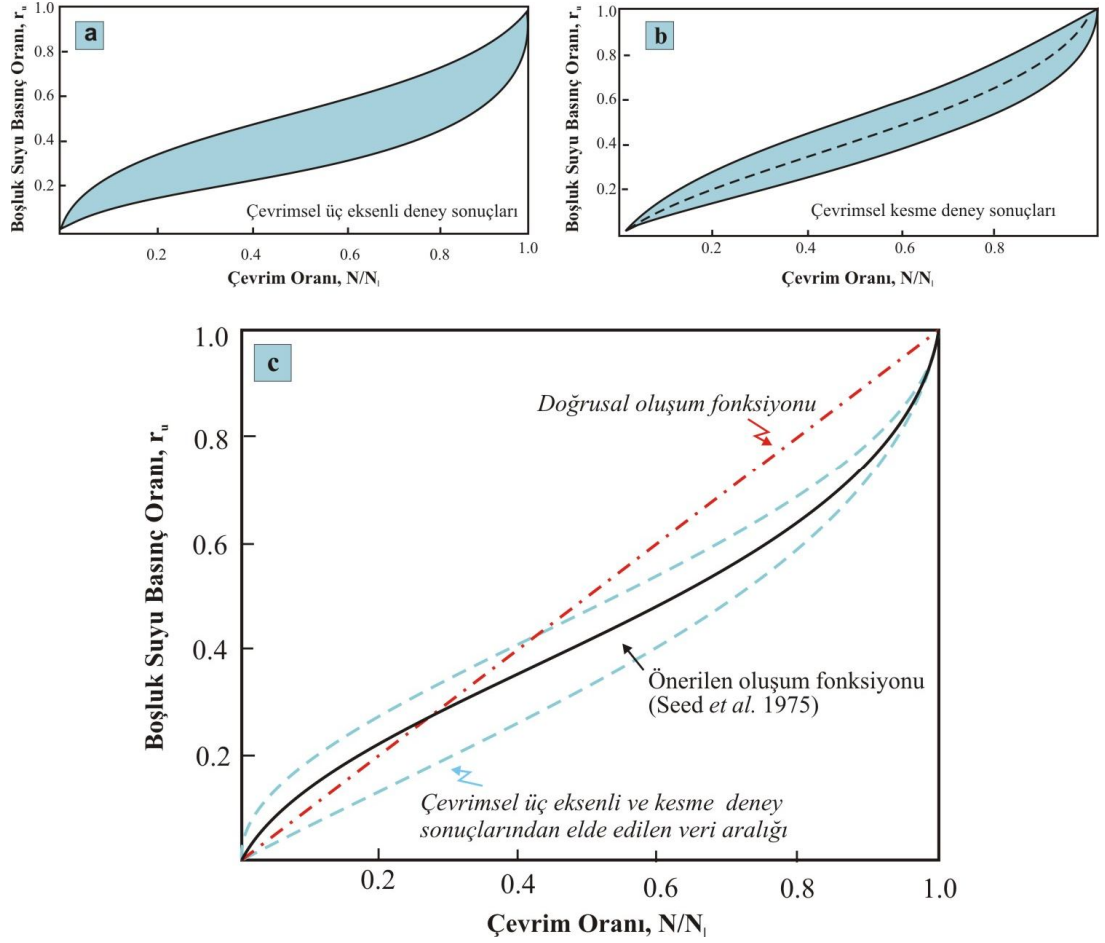 a
Boşluk Suyu Basınç Oranı, rᵤ
1.0
0.8
0.6
0.4
0.2
Çevrimsel üç eksenli deney sonuçları
0.2
0.4
0.6
0.8
1.0
Çevrim Oranı, N/Nₗ
b
Boşluk Suyu Basınç Oranı, rᵤ
1.0
0.8
0.6
0.4
0.2
Çevrimsel kesme deney sonuçları
0.2
0.4
0.6
0.8
Çevrim Oranı, N/Nₗ
c
Boşluk Suyu Basınç Oranı, rᵤ
1.0
0.8
0.6
0.4
0.2
Doğrusal oluşum fonksiyonu
Önerilen oluşum fonksiyonu
(Seed et al. 1975)
Çevrimsel üç eksenli ve kesme deney
sonuçlarından elde edilen veri aralığı
0.2
0.4
0.6
0.8
1.0
Çevrim Oranı, N/Nₗ